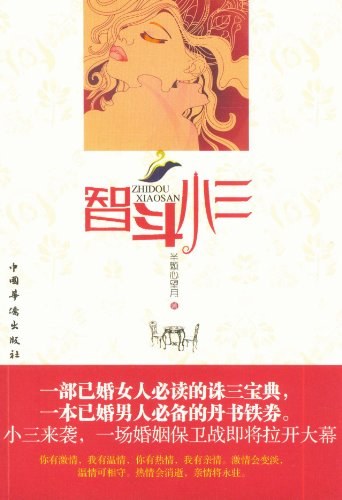 智斗小三
ZHIDOU
XIAOSAN
半颗心望月 著
中国华侨出版社
一部已婚女人必读的诛三宝典，
一本已婚男人必备的丹书铁券。
小三来袭，一场婚姻保卫战即将拉开大幕
你有激情，我有温情，你有热情，我有亲情。激情会变淡，
温情可相守，热情会消逝，亲情将永驻。